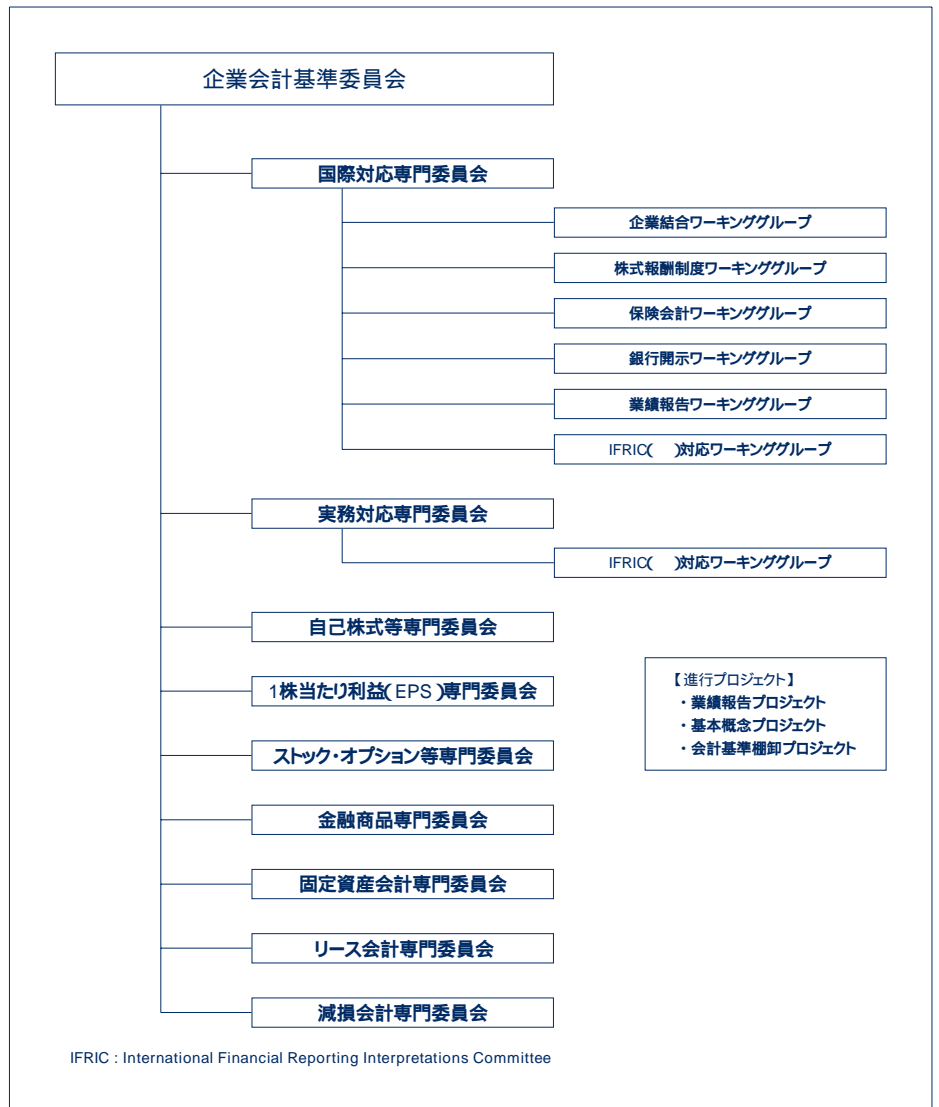 企業会計基準委員会
国際対応専門委員会
企業結合ワーキンググループ
株式報酬制度ワーキンググループ
保険会計ワーキンググループ
銀行開示ワーキンググループ
業績報告ワーキンググループ
IFRIC(　)対応ワーキンググループ
実務対応専門委員会
IFRIC(　)対応ワーキンググループ
自己株式等専門委員会
1株当たり利益(EPS)専門委員会
ストック・オプション等専門委員会
金融商品専門委員会
固定資産会計専門委員会
リース会計専門委員会
減損会計専門委員会
【進行プロジェクト】
・業績報告プロジェクト
・基本概念プロジェクト
・会計基準棚卸プロジェクト
IFRIC : International Financial Reporting Interpretations Committee